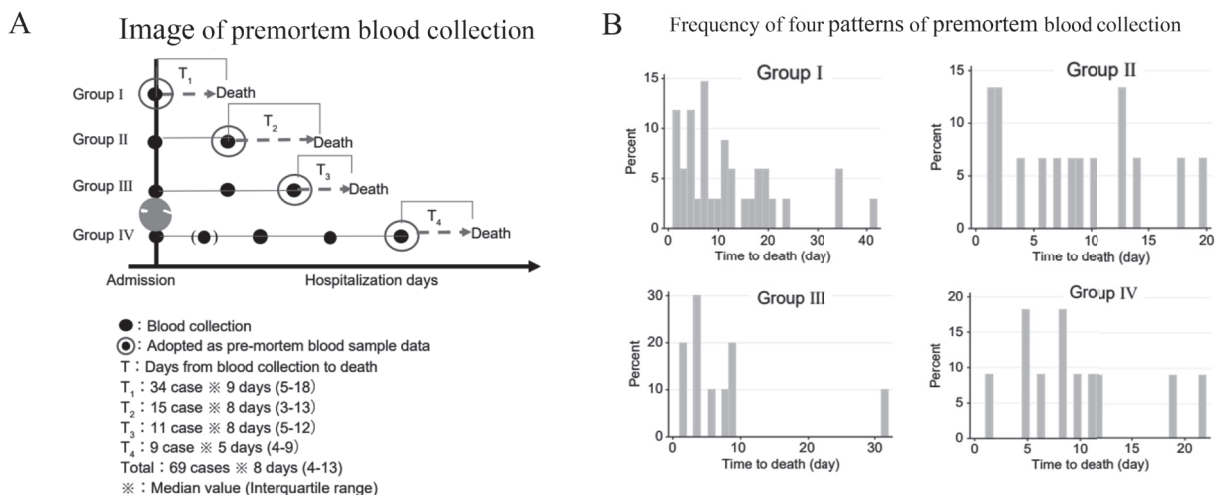 A
Image of premortem blood collection
Group I
T1
Death
Group II
T2
Death
Group III
T3
Death
Group IV
( )
T4
Death
Admission
Hospitalization days
: Blood collection
: Adopted as pre-mortem blood sample data
T : Days from blood collection to death
T1 : 34 case ※ 9 days (5-18)
T2 : 15 case ※ 8 days (3-13)
T3 : 11 case ※ 8 days (5-12)
T4 : 9 case ※ 5 days (4-9)
Total : 69 cases ※ 8 days (4-13)
※ : Median value (Interquartile range)
B
Frequency of four patterns of premortem blood collection
Group I
Percent
15
10
5
0
0 10 20 30 40
Time to death (day)
Group II
Percent
15
10
5
0
0 5 10 15 20
Time to death (day)
Group III
Percent
30
20
10
0
0 10 20 30
Time to death (day)
Group IV
Percent
20
15
10
5
0
0 5 10 15 20
Time to death (day)